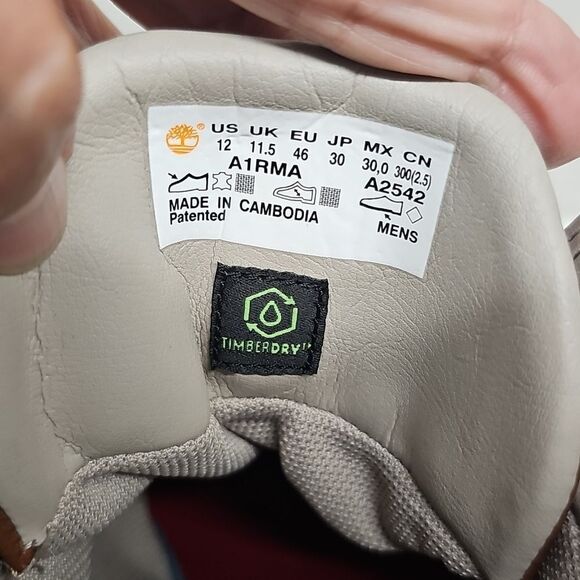 US UK EU JP MX CN
12 11.5 46 30 30,0 300(2.5)
A1RMA A2542
MADE IN CAMBODIA
Patented MENS
TIMBERDRY™